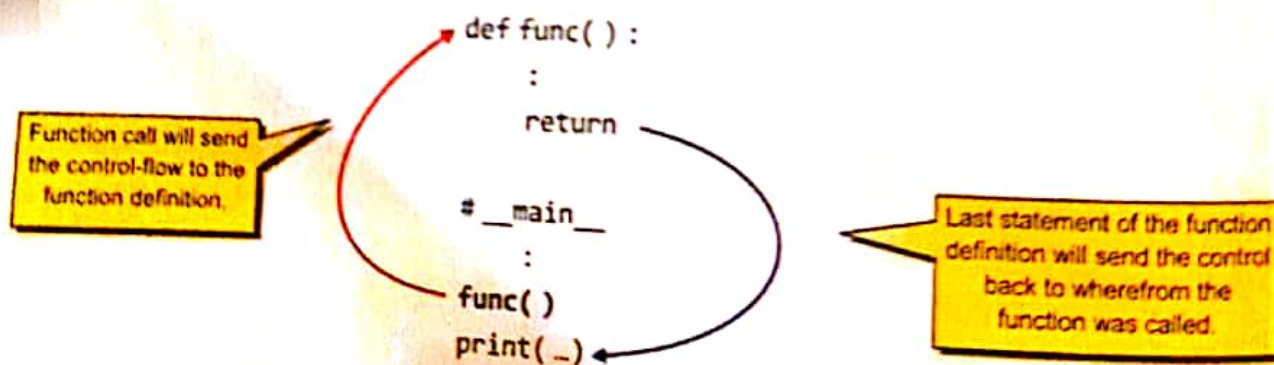 def func( ) :
:
return
Function call will send
the control-flow to the
function definition.
# __main__
:
func( )
print( … )
Last statement of the function
definition will send the control
back to wherefrom the
function was called.